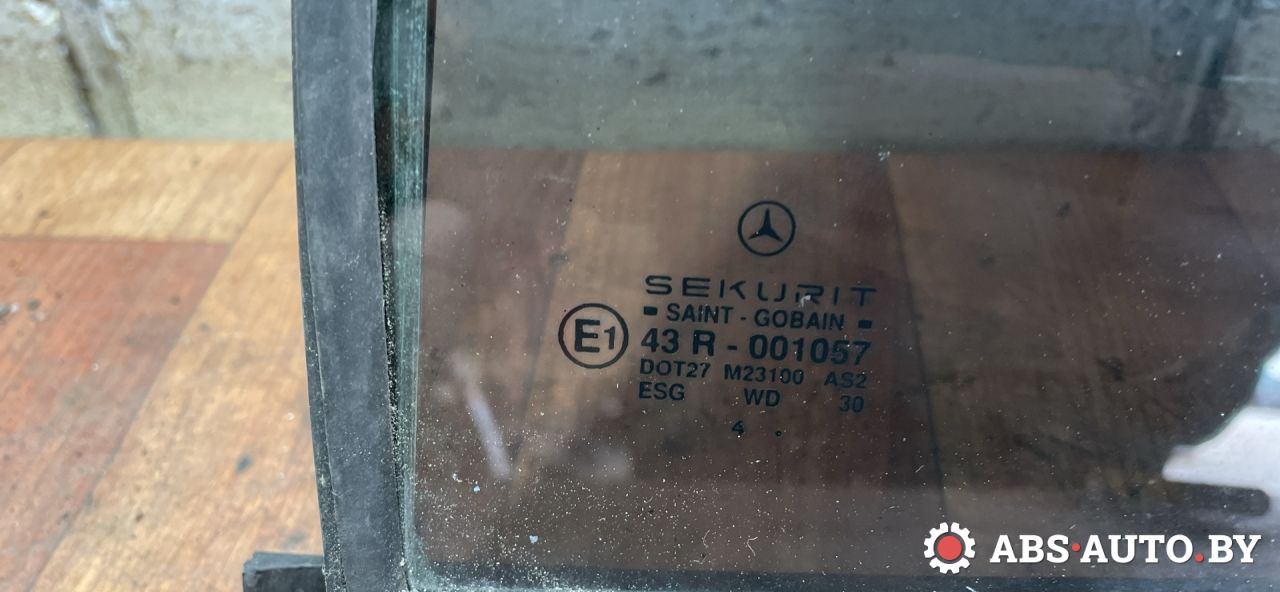 SEKURIT
SAINT - GOBAIN
E1 43 R - 001057
DOT27 M23100 AS2
ESG WD 30
4 .
ABS·AUTO.BY